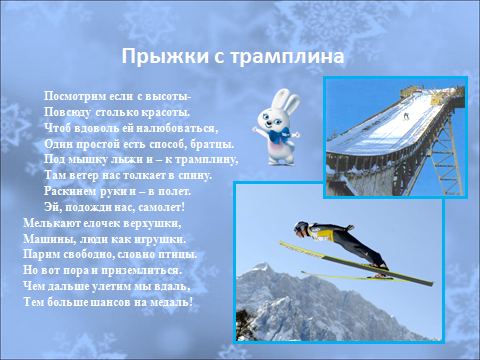 Прыжки с трамплина
Посмотрим если с высоты-
Повсюду столько красоты.
Чтоб вдоволь ей налюбоваться,
Один простой есть способ, братцы.
Под мышку лыжи и – к трамплину,
Там ветер нас толкает в спину.
Раскинем руки и – в полет.
Эй, подожди нас, самолет!
Мелькают елочек верхушки,
Машины, люди как игрушки.
Парим свободно, словно птицы.
Но вот пора и приземлиться.
Чем дальше улетим мы вдаль,
Тем больше шансов на медаль!